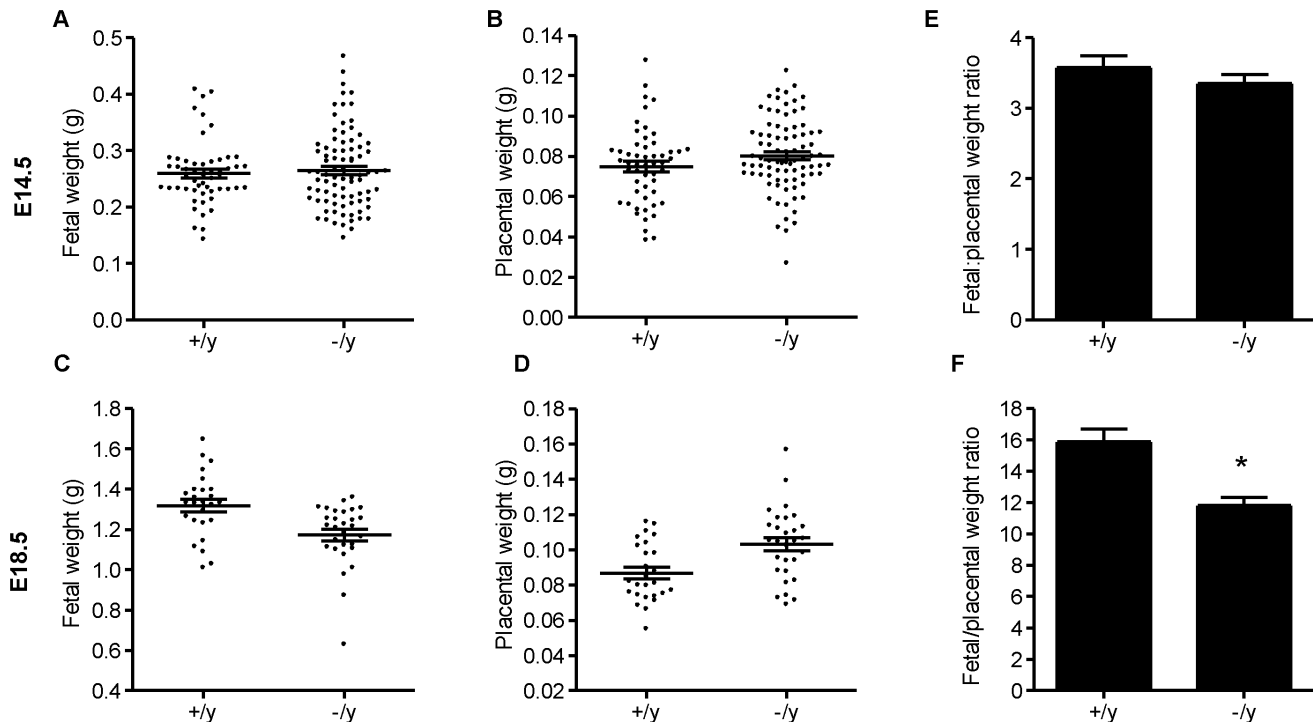 A
B
E
E14.5
Fetal weight (g)
0.5
0.4
0.3
0.2
0.1
0.0
+/y
-/y
Placental weight (g)
0.14
0.12
0.10
0.08
0.06
0.04
0.02
0.00
+/y
-/y
Fetal:placental weight ratio
4
3
2
1
0
+/y
-/y
C
D
F
E18.5
Fetal weight (g)
1.8
1.6
1.4
1.2
1.0
0.8
0.6
0.4
+/y
-/y
Placental weight (g)
0.18
0.16
0.14
0.12
0.10
0.08
0.06
0.04
0.02
+/y
-/y
Fetal/placental weight ratio
18
16
14
12
10
8
6
4
2
0
*
+/y
-/y